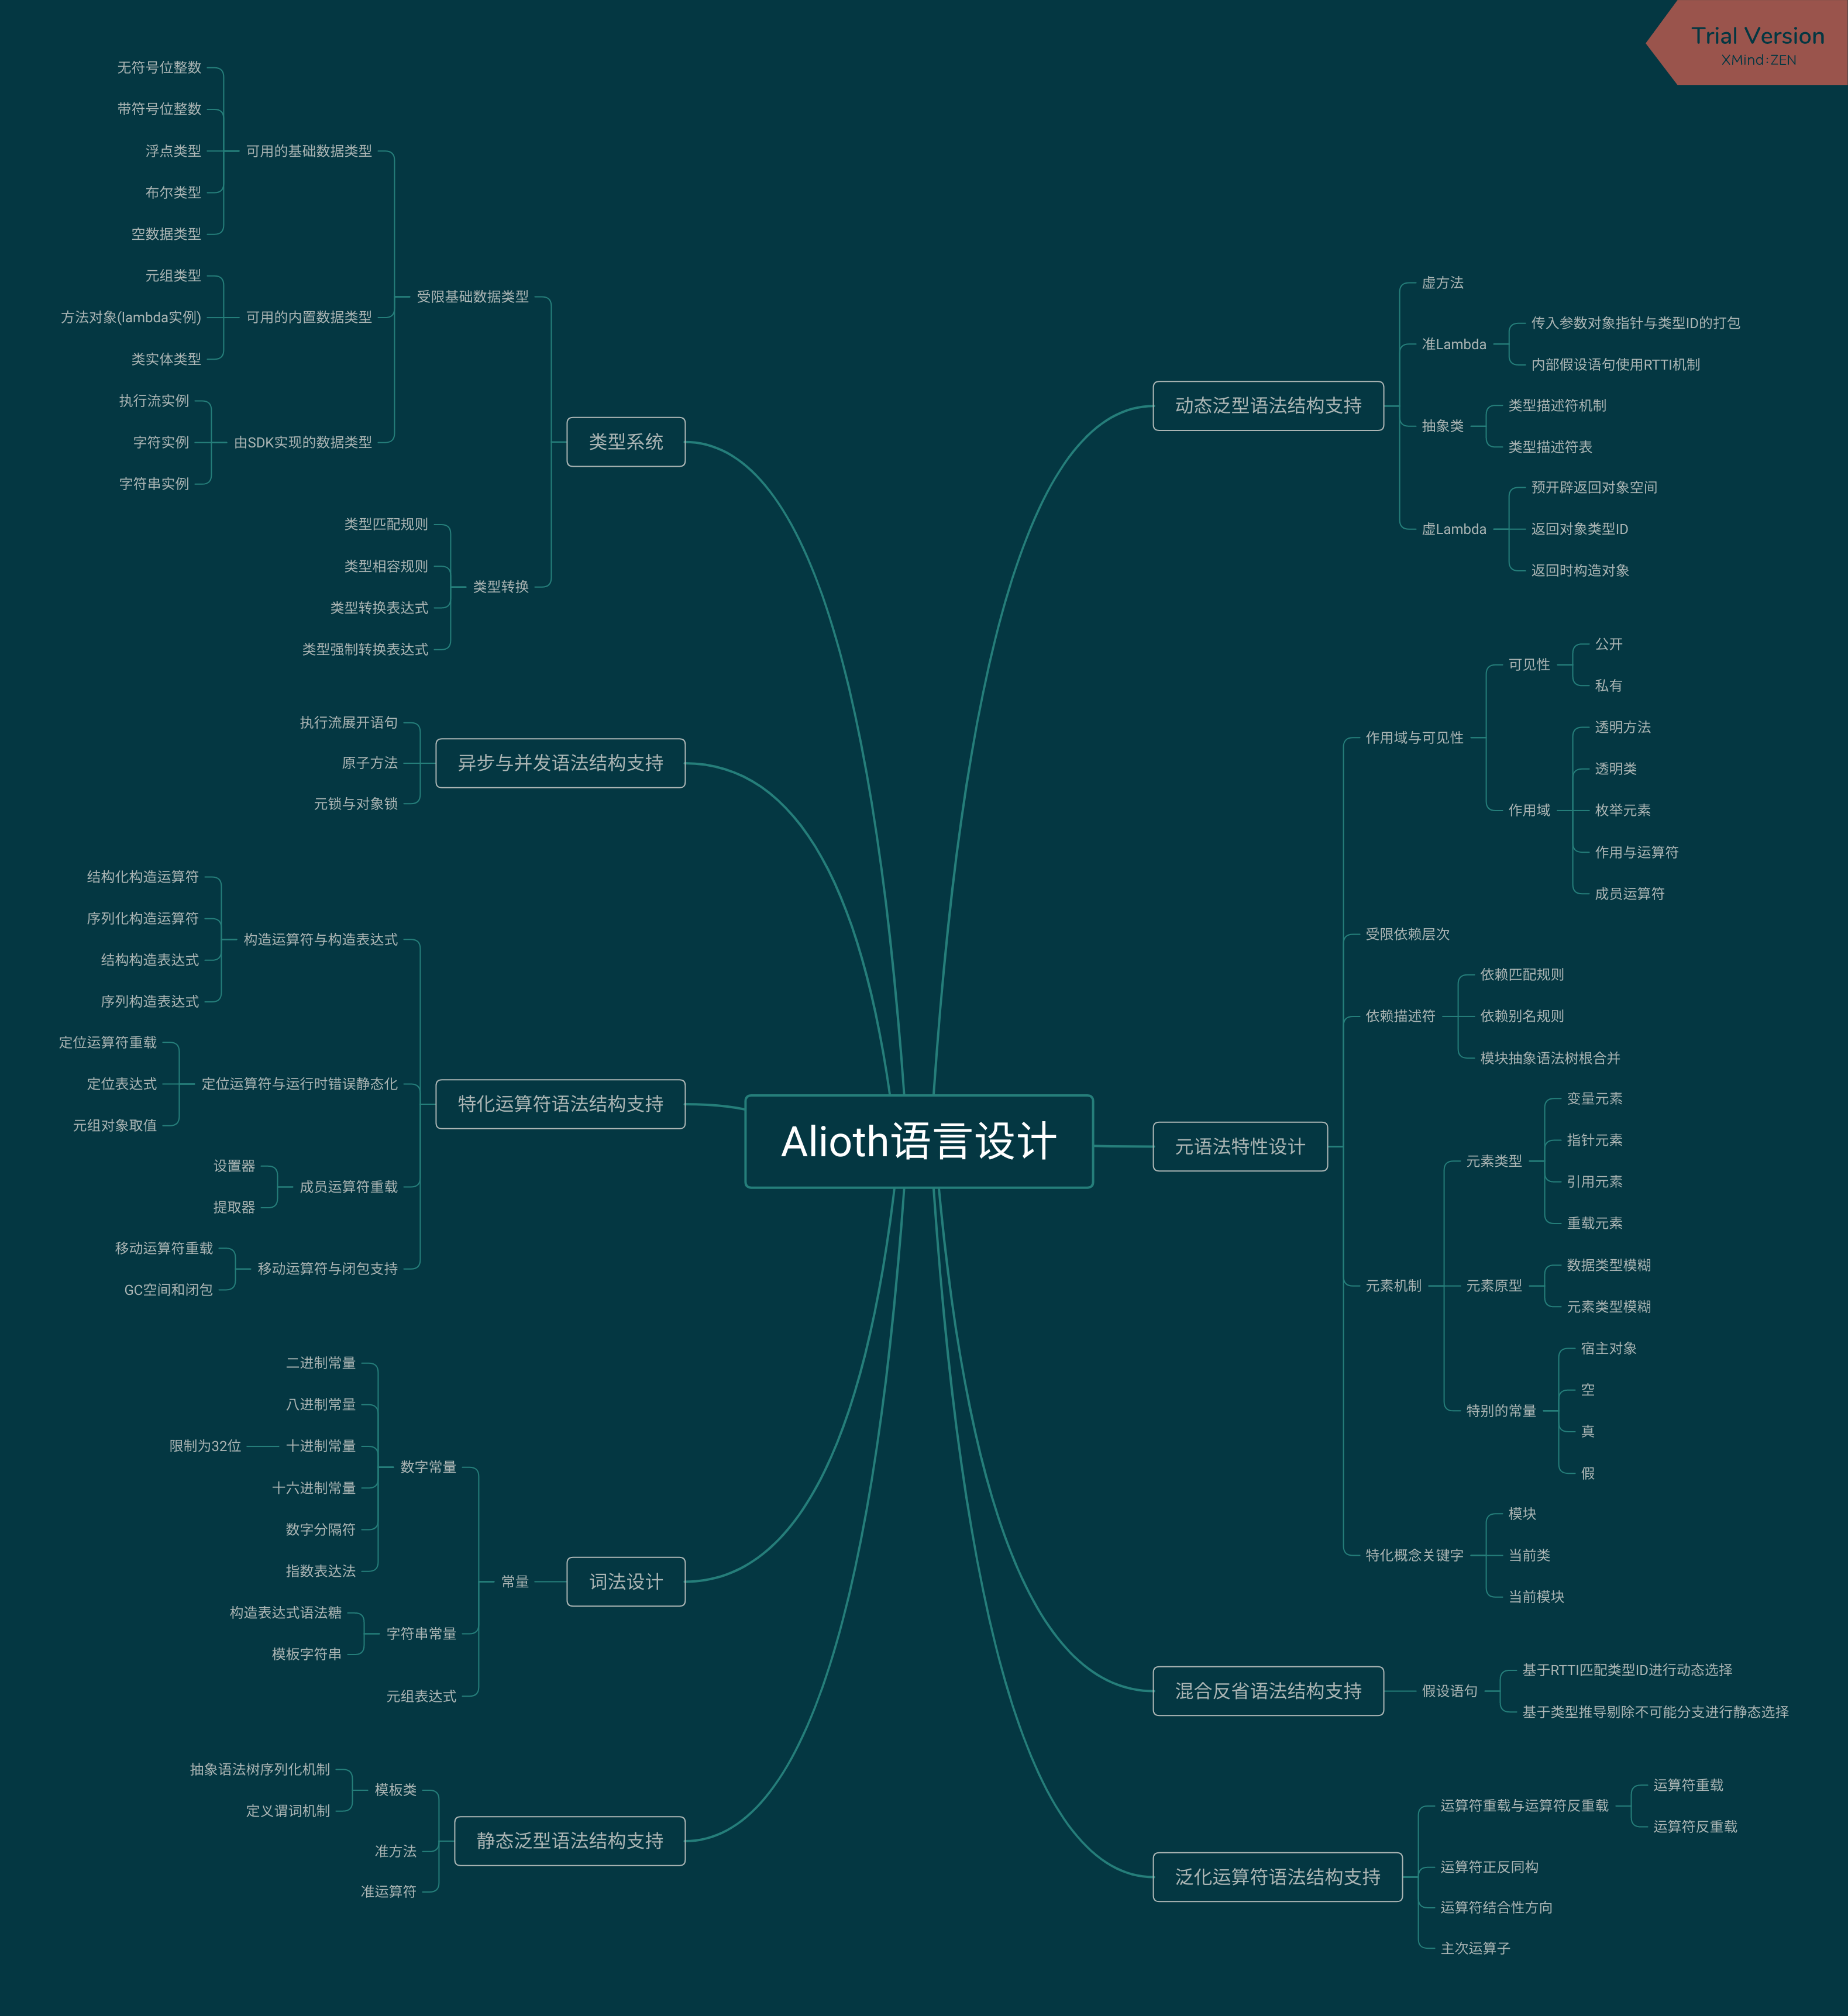 Trial Version
XMind:ZEN
Alioth语言设计
动态泛型语法结构支持
虚方法
准Lambda
传入参数对象指针与类型ID的打包
内部假设语句使用RTTI机制
抽象类
类型描述符机制
类型描述符表
虚Lambda
预开辟返回对象空间
返回对象类型ID
返回时构造对象
元语法特性设计
作用域与可见性
可见性
公开
私有
作用域
透明方法
透明类
枚举元素
作用与运算符
成员运算符
受限依赖层次
依赖描述符
依赖匹配规则
依赖别名规则
模块抽象语法树根合并
元素机制
元素类型
变量元素
指针元素
引用元素
重载元素
元素原型
数据类型模糊
元素类型模糊
特别的常量
宿主对象
空
真
假
特化概念关键字
模块
当前类
当前模块
混合反省语法结构支持
假设语句
基于RTTI匹配类型ID进行动态选择
基于类型推导剔除不可能分支进行静态选择
泛化运算符语法结构支持
运算符重载与运算符反重载
运算符重载
运算符反重载
运算符正反同构
运算符结合性方向
主次运算子
类型系统
受限基础数据类型
可用的基础数据类型
无符号位整数
带符号位整数
浮点类型
布尔类型
空数据类型
可用的内置数据类型
元组类型
方法对象(lambda实例)
类实体类型
由SDK实现的数据类型
执行流实例
字符实例
字符串实例
类型转换
类型匹配规则
类型相容规则
类型转换表达式
类型强制转换表达式
异步与并发语法结构支持
执行流展开语句
原子方法
元锁与对象锁
特化运算符语法结构支持
构造运算符与构造表达式
结构化构造运算符
序列化构造运算符
结构构造表达式
序列构造表达式
定位运算符与运行时错误静态化
定位运算符重载
定位表达式
元组对象取值
成员运算符重载
设置器
提取器
移动运算符与闭包支持
移动运算符重载
GC空间和闭包
词法设计
常量
数字常量
二进制常量
八进制常量
十进制常量
限制为32位
十六进制常量
数字分隔符
指数表达法
字符串常量
构造表达式语法糖
模板字符串
元组表达式
静态泛型语法结构支持
模板类
抽象语法树序列化机制
定义谓词机制
准方法
准运算符